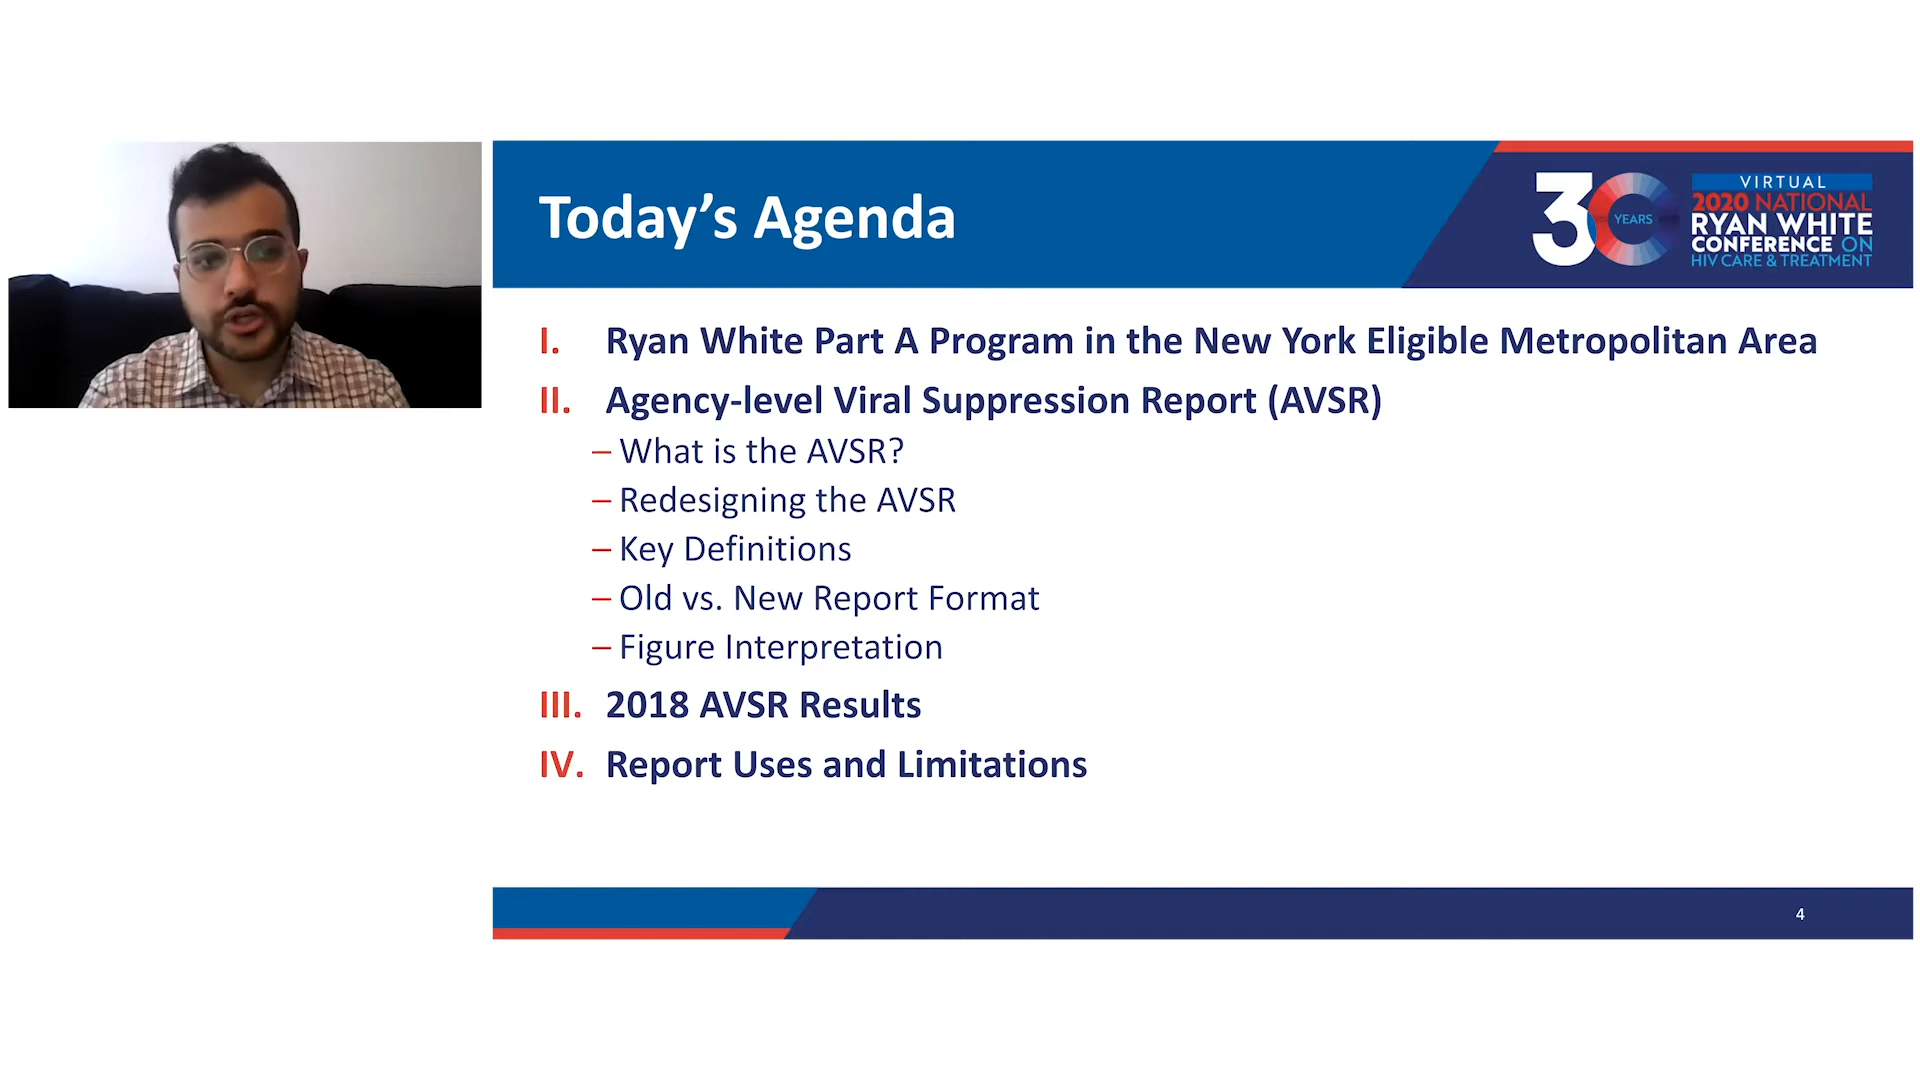 Today’s Agenda
30 YEARS
VIRTUAL
2020 NATIONAL
RYAN WHITE
CONFERENCE ON
HIV CARE & TREATMENT
I. Ryan White Part A Program in the New York Eligible Metropolitan Area
II. Agency-level Viral Suppression Report (AVSR)
– What is the AVSR?
– Redesigning the AVSR
– Key Definitions
– Old vs. New Report Format
– Figure Interpretation
III. 2018 AVSR Results
IV. Report Uses and Limitations
4